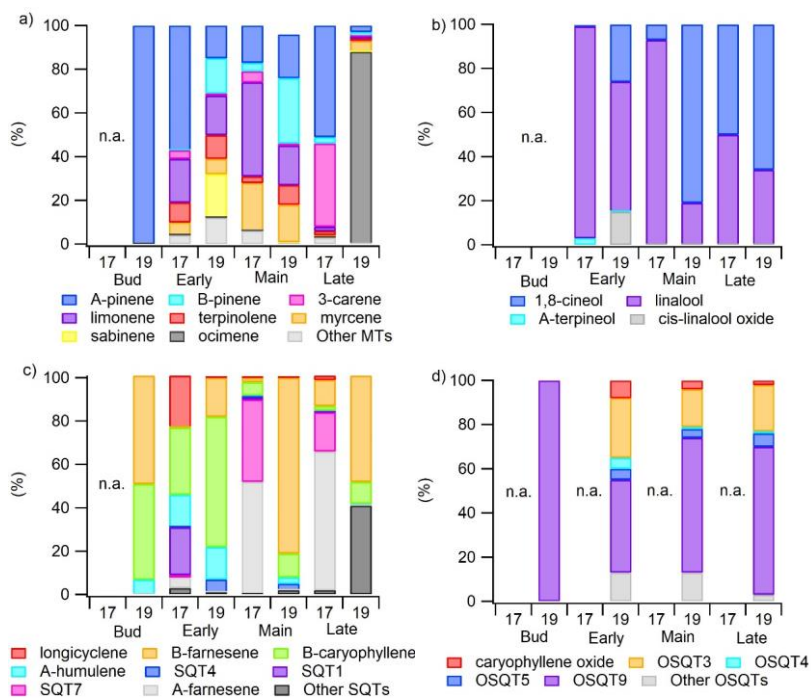 a)
100
80
60
40
20
0
(%)
n.a.
17 19 17 19 17 19 17 19
Bud Early Main Late
A-pinene B-pinene 3-carene
limonene terpinolene myrcene
sabinene ocimene Other MTs
b)
100
80
60
40
20
0
(%)
n.a.
17 19 17 19 17 19 17 19
Bud Early Main Late
1,8-cineol linalool
A-terpineol cis-linalool oxide
c)
100
80
60
40
20
0
(%)
n.a.
17 19 17 19 17 19 17 19
Bud Early Main Late
longicyclene B-farnesene B-caryophyllene
A-humulene SQT4 SQT1
SQT7 A-farnesene Other SQTs
d)
100
80
60
40
20
0
(%)
n.a. n.a. n.a. n.a.
17 19 17 19 17 19 17 19
Bud Early Main Late
caryophyllene oxide OSQT3 OSQT4
OSQT5 OSQT9 Other OSQTs